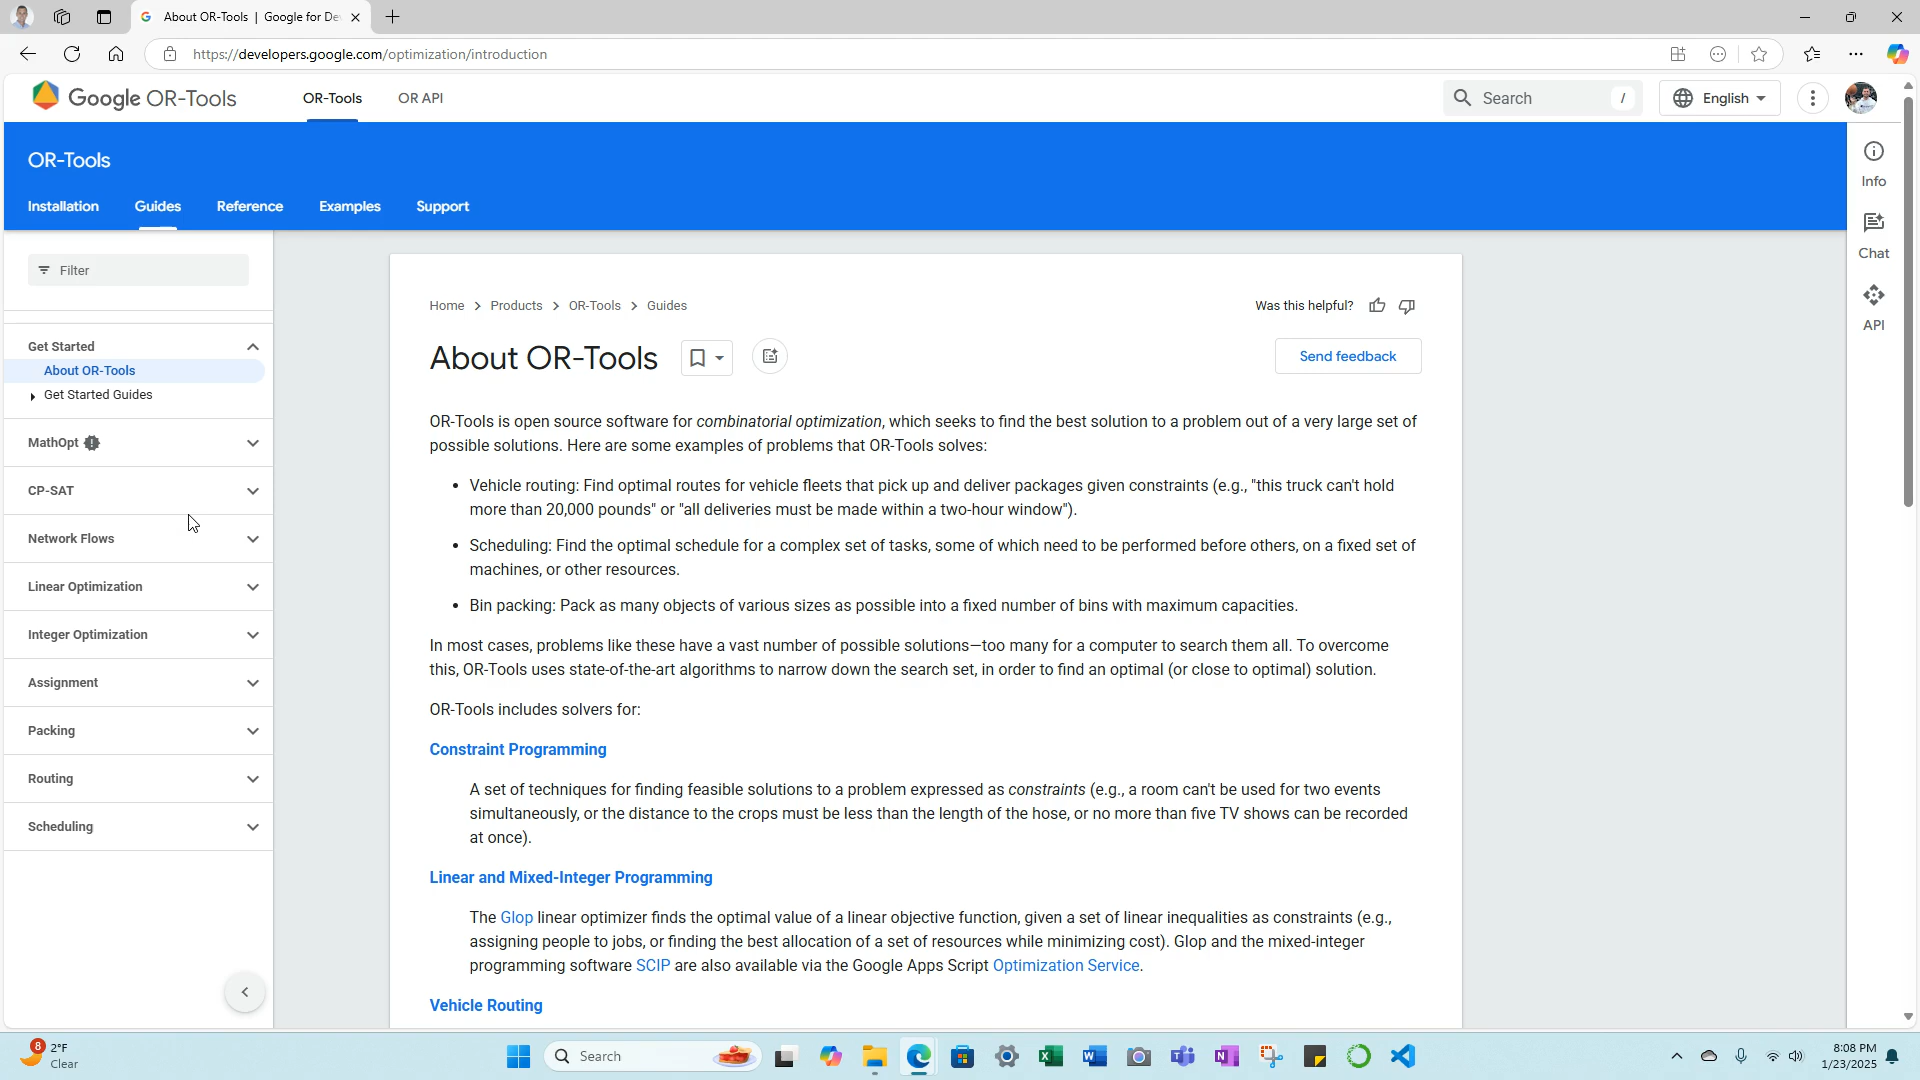 About OR-Tools | Google for De
https://developers.google.com/optimization/introduction
Google OR-Tools
OR-Tools
OR API
Search
/
English
OR-Tools
Installation
Guides
Reference
Examples
Support
Info
Chat
API
Filter
Get Started
About OR-Tools
Get Started Guides
MathOpt
CP-SAT
Network Flows
Linear Optimization
Integer Optimization
Assignment
Packing
Routing
Scheduling
Home > Products > OR-Tools > Guides
Was this helpful?
About OR-Tools
Send feedback
OR-Tools is open source software for combinatorial optimization, which seeks to find the best solution to a problem out of a very large set of
possible solutions. Here are some examples of problems that OR-Tools solves:
• Vehicle routing: Find optimal routes for vehicle fleets that pick up and deliver packages given constraints (e.g., "this truck can't hold
more than 20,000 pounds" or "all deliveries must be made within a two-hour window").
• Scheduling: Find the optimal schedule for a complex set of tasks, some of which need to be performed before others, on a fixed set of
machines, or other resources.
• Bin packing: Pack as many objects of various sizes as possible into a fixed number of bins with maximum capacities.
In most cases, problems like these have a vast number of possible solutions—too many for a computer to search them all. To overcome
this, OR-Tools uses state-of-the-art algorithms to narrow down the search set, in order to find an optimal (or close to optimal) solution.
OR-Tools includes solvers for:
Constraint Programming
A set of techniques for finding feasible solutions to a problem expressed as constraints (e.g., a room can't be used for two events
simultaneously, or the distance to the crops must be less than the length of the hose, or no more than five TV shows can be recorded
at once).
Linear and Mixed-Integer Programming
The Glop linear optimizer finds the optimal value of a linear objective function, given a set of linear inequalities as constraints (e.g.,
assigning people to jobs, or finding the best allocation of a set of resources while minimizing cost). Glop and the mixed-integer
programming software SCIP are also available via the Google Apps Script Optimization Service.
Vehicle Routing
8
2°F
Clear
Search
8:08 PM
1/23/2025